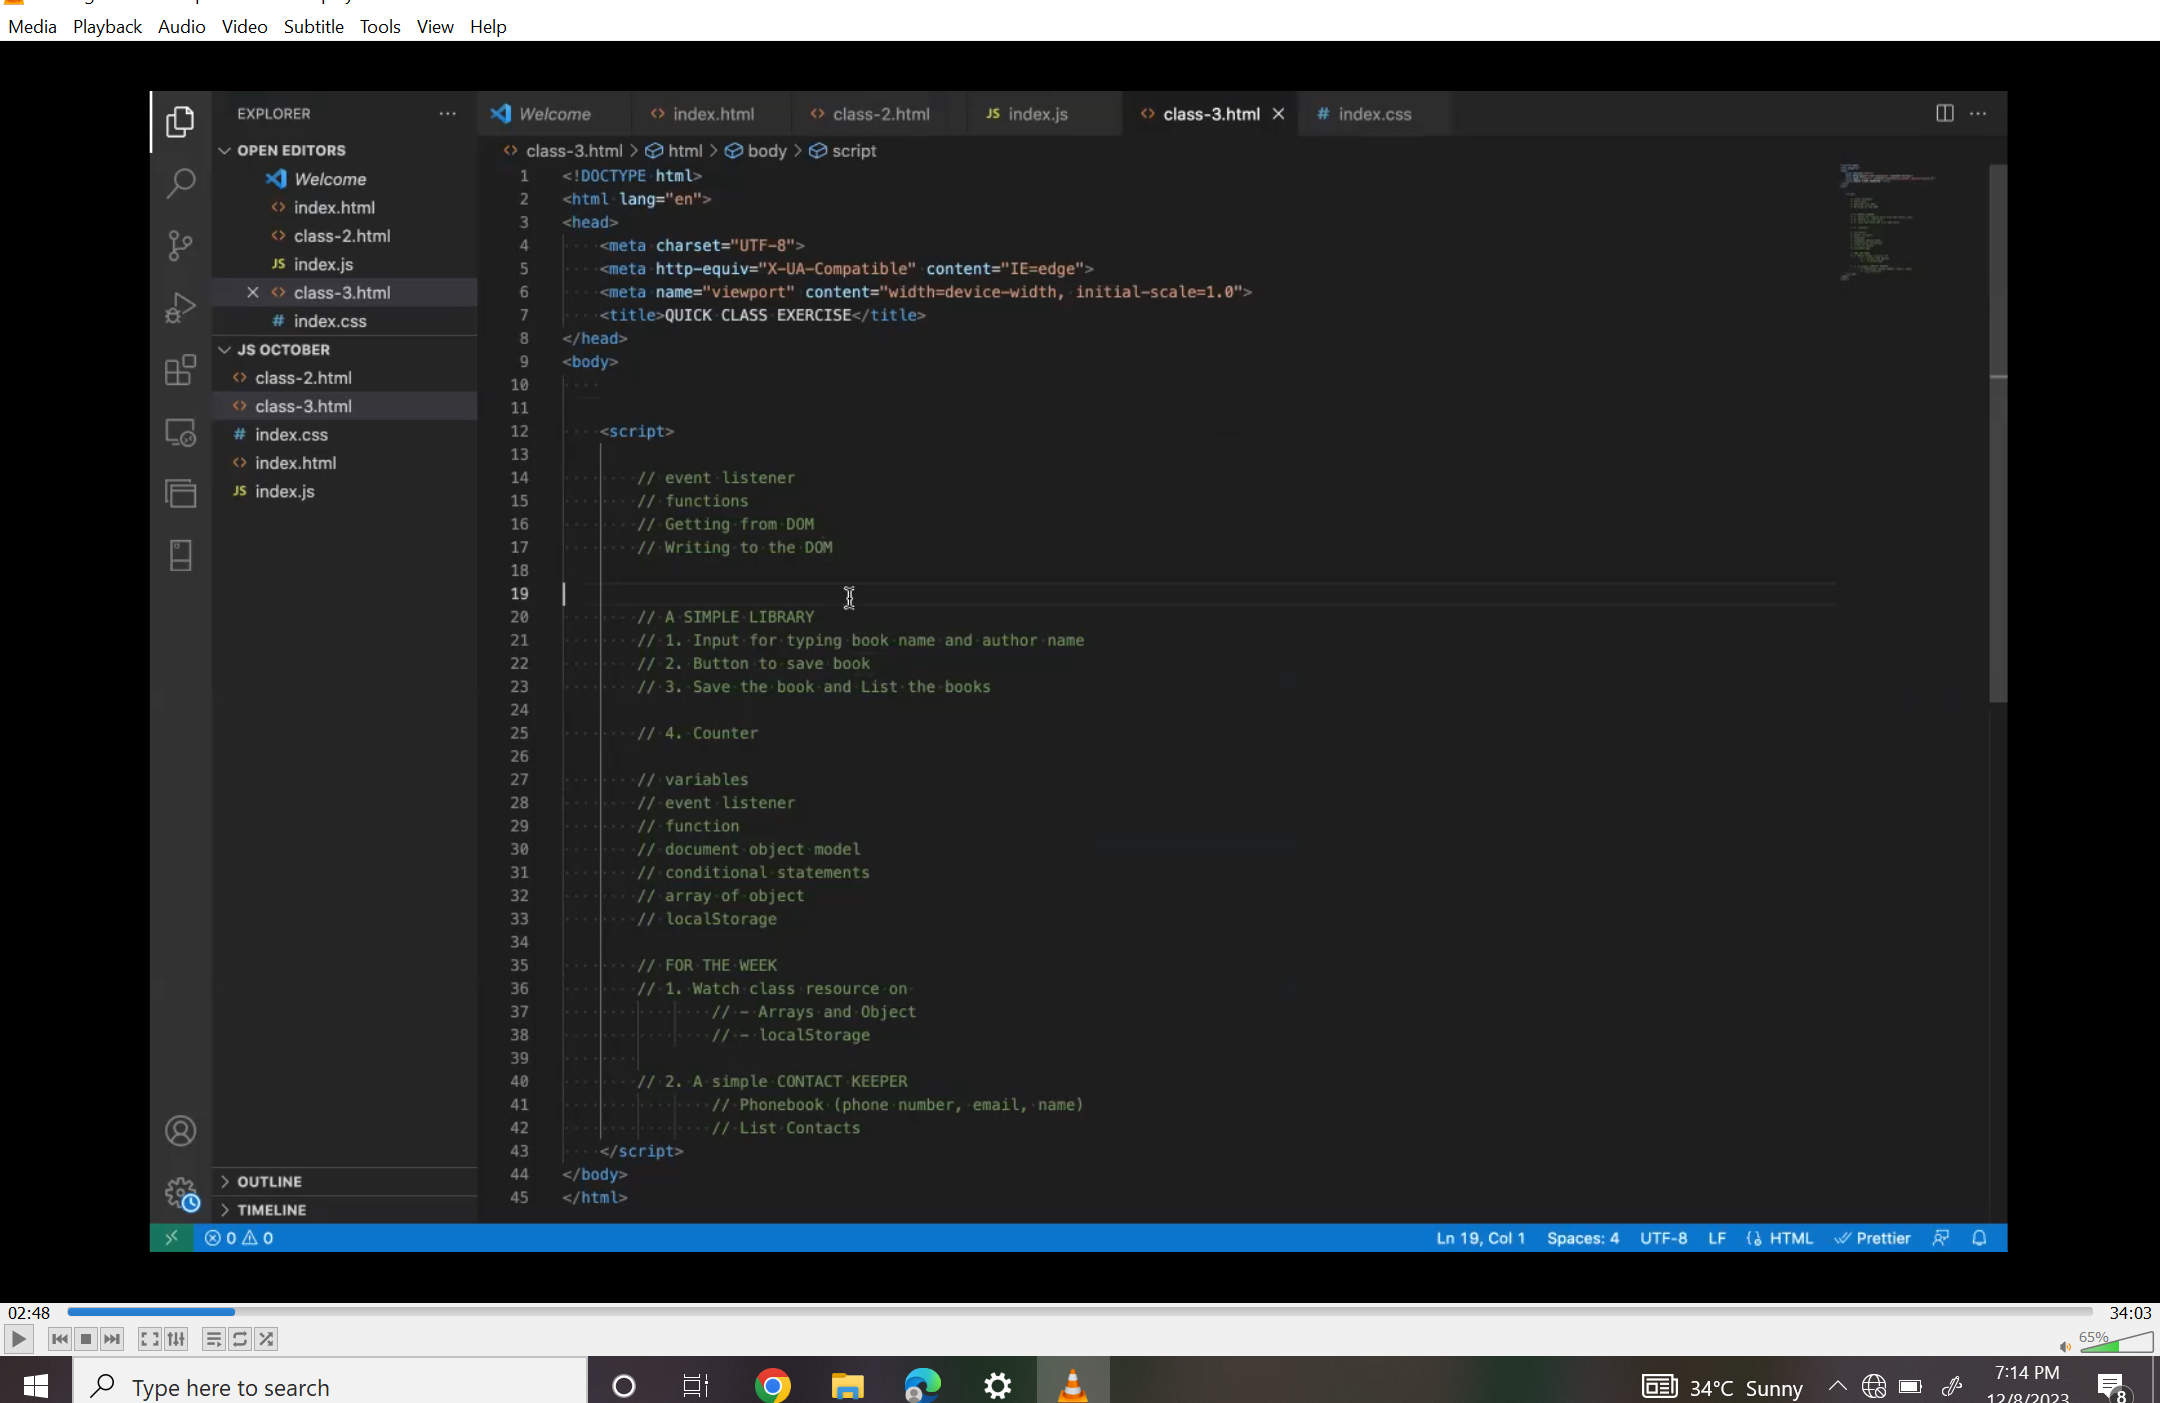 Media Playback Audio Video Subtitle Tools View Help
EXPLORER
OPEN EDITORS
Welcome
index.html
class-2.html
index.js
class-3.html
index.css
JS OCTOBER
class-2.html
class-3.html
index.css
index.html
index.js
OUTLINE
TIMELINE
Welcome index.html class-2.html index.js class-3.html index.css
class-3.html > html > body > script
1 <!DOCTYPE html>
2 <html lang="en">
3 <head>
4 <meta charset="UTF-8">
5 <meta http-equiv="X-UA-Compatible" content="IE=edge">
6 <meta name="viewport" content="width=device-width, initial-scale=1.0">
7 <title>QUICK CLASS EXERCISE</title>
8 </head>
9 <body>
10
11
12 <script>
13
14 // event listener
15 // functions
16 // Getting from DOM
17 // Writing to the DOM
18
19
20 // A SIMPLE LIBRARY
21 // 1. Input for typing book name and author name
22 // 2. Button to save book
23 // 3. Save the book and List the books
24
25 // 4. Counter
26
27 // variables
28 // event listener
29 // function
30 // document object model
31 // conditional statements
32 // array of object
33 // localStorage
34
35 // FOR THE WEEK
36 // 1. Watch class resource on
37 // - Arrays and Object
38 // - localStorage
39
40 // 2. A simple CONTACT KEEPER
41 // Phonebook (phone number, email, name)
42 // List Contacts
43 </script>
44 </body>
45 </html>
0 0 Ln 19, Col 1 Spaces: 4 UTF-8 LF HTML Prettier
02:48 34:03
65%
Type here to search
34°C Sunny
7:14 PM
12/8/2023
8